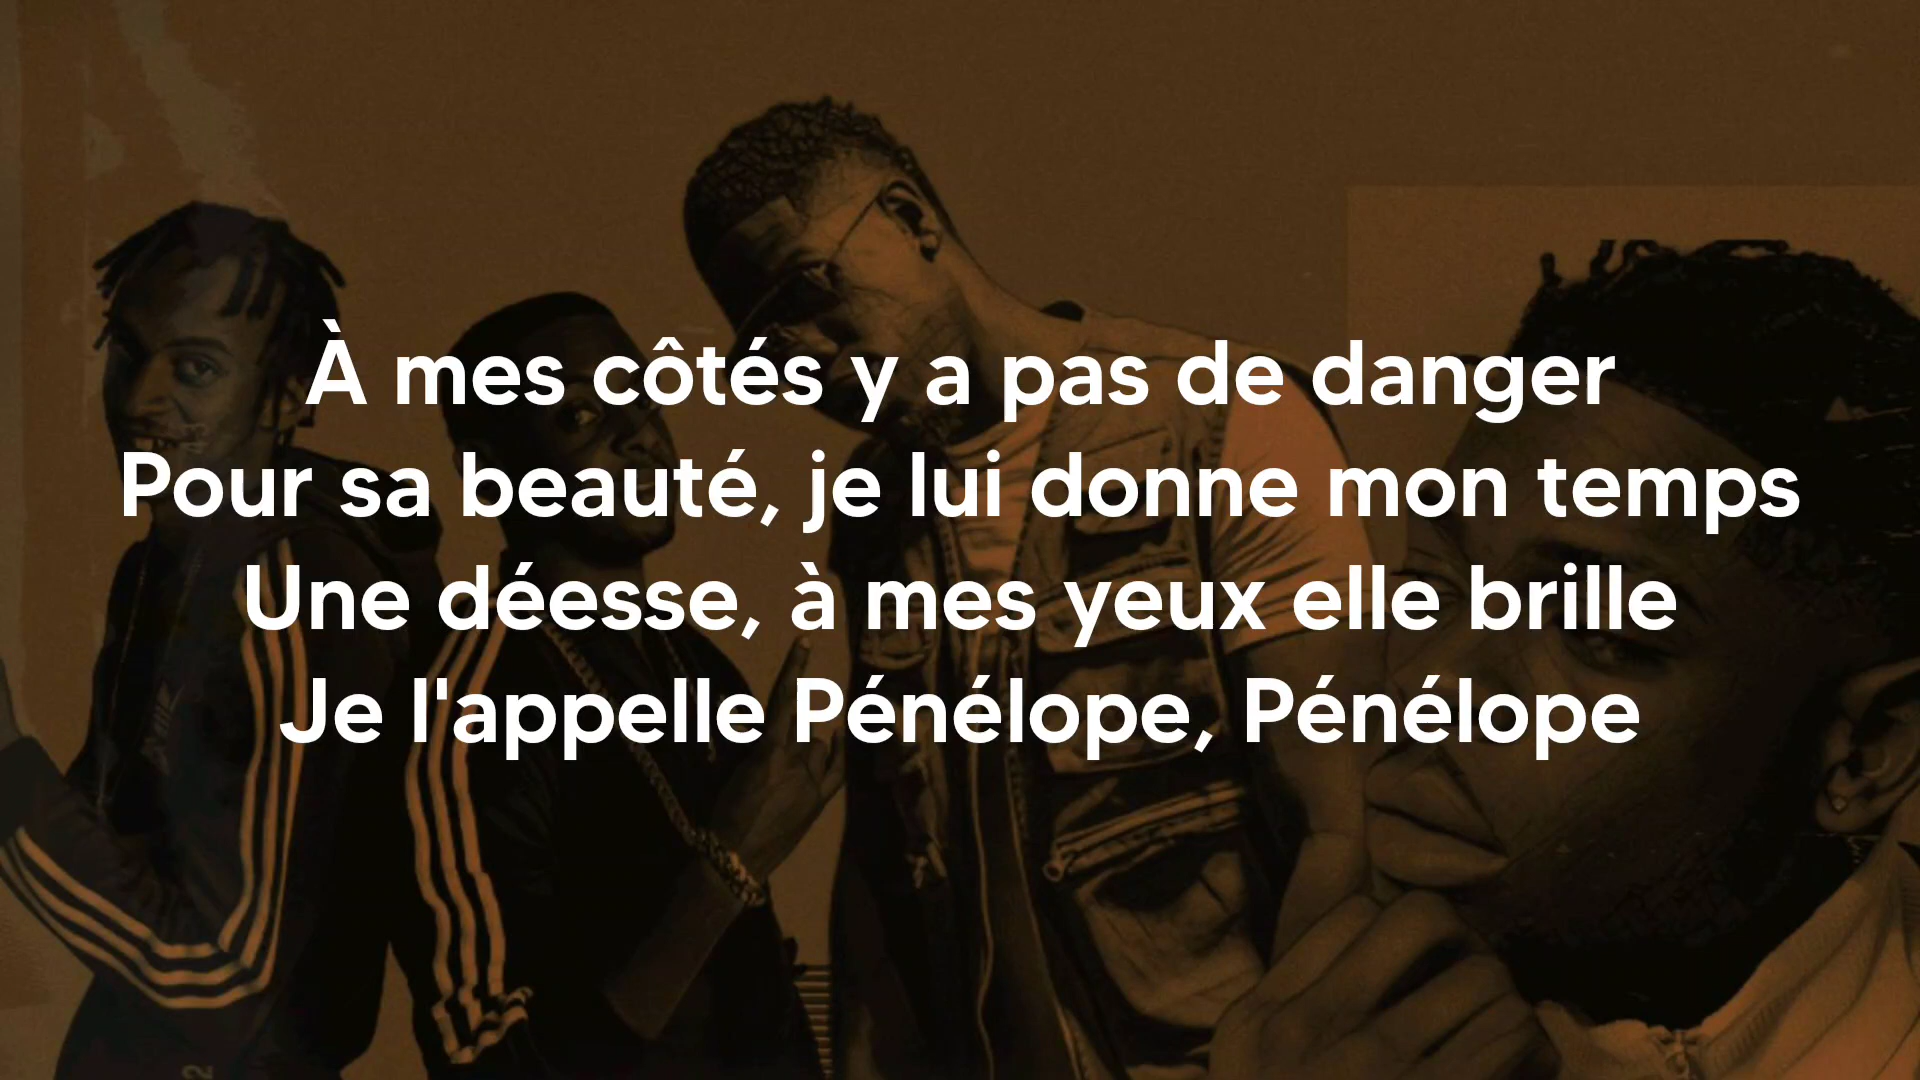 À mes côtés y a pas de danger
Pour sa beauté, je lui donne mon temps
Une déesse, à mes yeux elle brille
Je l'appelle Pénélope, Pénélope